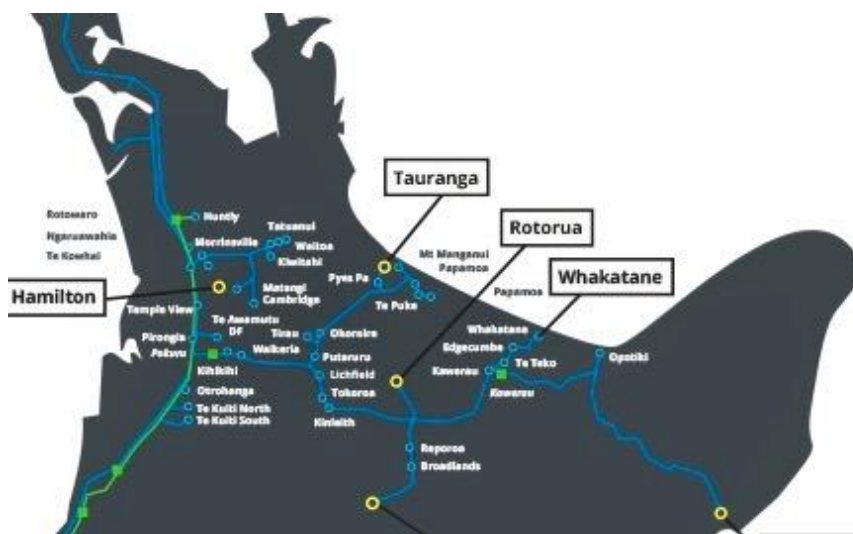 Tauranga
Rotorua
Whakatane
Hamilton
Rotowaro
Ngaruawahia
Te Kowhai
Huntly
Morrinsville
Tatuanui
Waitoa
Kiwitahi
Matangi
Cambridge
Temple View
Te Awamutu
DF
Pirongia
Pokuru
Waikeria
Kihikihi
Otrohanga
Te Kuiti North
Te Kuiti South
Tirau
Okoroire
Putaruru
Lichfield
Tokoroa
Kinleith
Pyes Pa
Te Puke
Mt Manganui
Papamoa
Papamoa
Whakatane
Edgecumbe
Te Teko
Kawerau
Kawerau
Opotiki
Reporoa
Broadlands